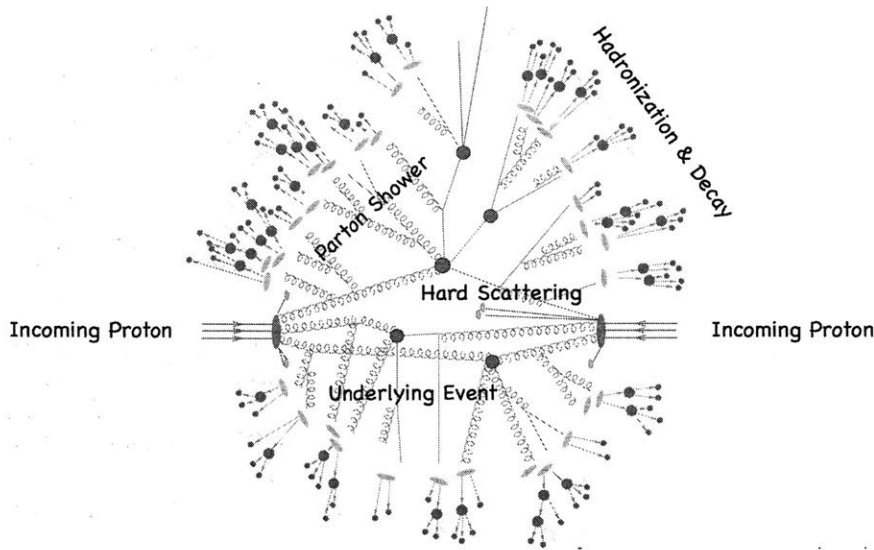 Hadronization & Decay
Parton Shower
Hard Scattering
Incoming Proton
Incoming Proton
Underlying Event